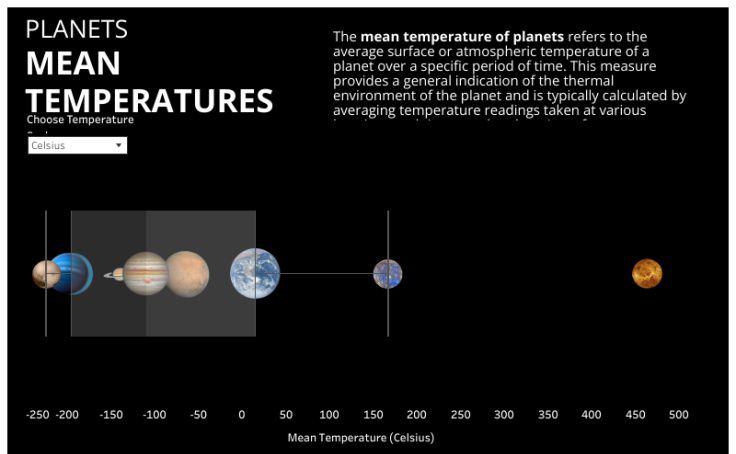 PLANETS
MEAN
TEMPERATURES
Choose Temperature
Celsius
The mean temperature of planets refers to the
average surface or atmospheric temperature of a
planet over a specific period of time. This measure
provides a general indication of the thermal
environment of the planet and is typically calculated by
averaging temperature readings taken at various
-250 -200 -150 -100 -50 0 50 100 150 200 250 300 350 400 450 500
Mean Temperature (Celsius)